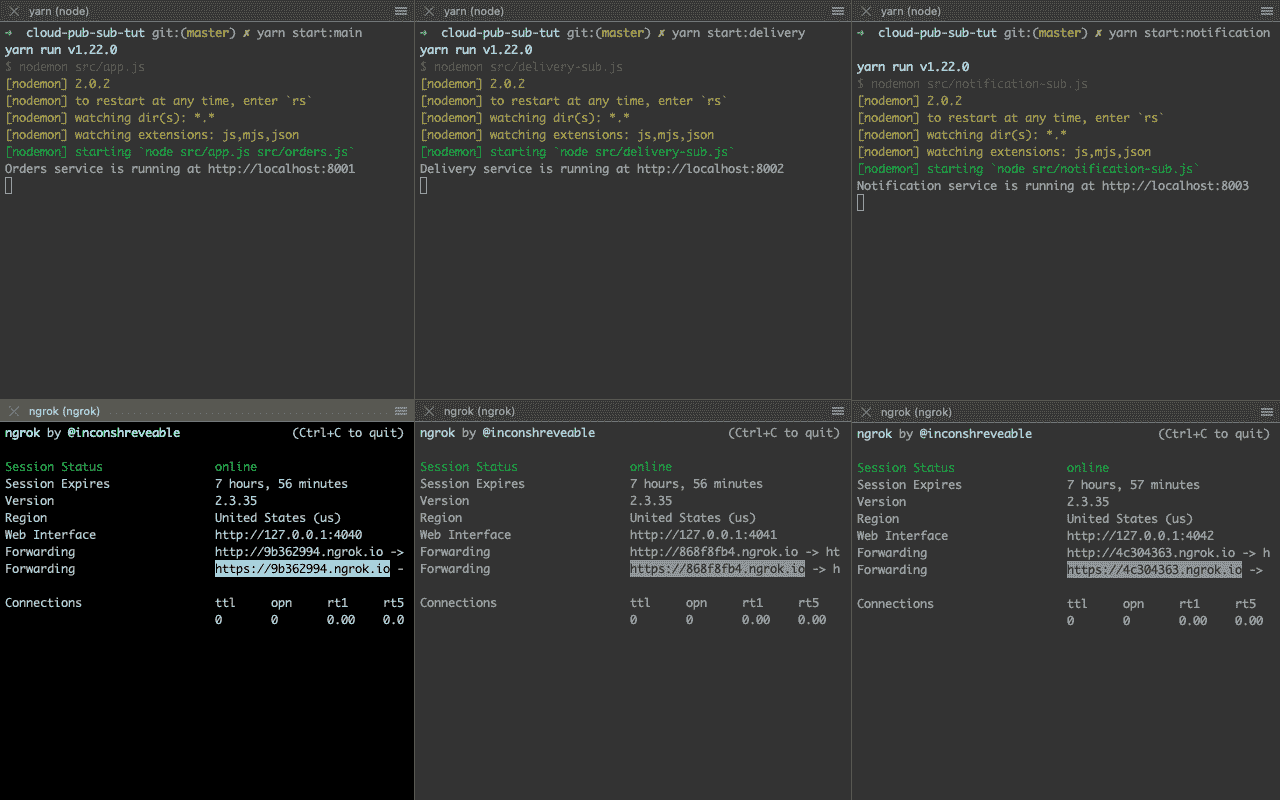 yarn (node)
➜ cloud-pub-sub-tut git:(master) ✗ yarn start:main
yarn run v1.22.0
$ nodemon src/app.js
[nodemon] 2.0.2
[nodemon] to restart at any time, enter `rs`
[nodemon] watching dir(s): *.*
[nodemon] watching extensions: js,mjs,json
[nodemon] starting `node src/app.js src/orders.js`
Orders service is running at http://localhost:8001
yarn (node)
➜ cloud-pub-sub-tut git:(master) ✗ yarn start:delivery
yarn run v1.22.0
$ nodemon src/delivery-sub.js
[nodemon] 2.0.2
[nodemon] to restart at any time, enter `rs`
[nodemon] watching dir(s): *.*
[nodemon] watching extensions: js,mjs,json
[nodemon] starting `node src/delivery-sub.js`
Delivery service is running at http://localhost:8002
yarn (node)
➜ cloud-pub-sub-tut git:(master) ✗ yarn start:notification
yarn run v1.22.0
$ nodemon src/notification-sub.js
[nodemon] 2.0.2
[nodemon] to restart at any time, enter `rs`
[nodemon] watching dir(s): *.*
[nodemon] watching extensions: js,mjs,json
[nodemon] starting `node src/notification-sub.js`
Notification service is running at http://localhost:8003
ngrok (ngrok)
ngrok by @inconshreveable (Ctrl+C to quit)
Session Status online
Session Expires 7 hours, 56 minutes
Version 2.3.35
Region United States (us)
Web Interface http://127.0.0.1:4040
Forwarding http://9b362994.ngrok.io ->
Forwarding https://9b362994.ngrok.io -
Connections ttl opn rt1 rt5
0 0 0.00 0.0
ngrok (ngrok)
ngrok by @inconshreveable (Ctrl+C to quit)
Session Status online
Session Expires 7 hours, 56 minutes
Version 2.3.35
Region United States (us)
Web Interface http://127.0.0.1:4041
Forwarding http://868f8fb4.ngrok.io -> ht
Forwarding https://868f8fb4.ngrok.io -> h
Connections ttl opn rt1 rt5
0 0 0.00 0.00
ngrok (ngrok)
ngrok by @inconshreveable (Ctrl+C to quit)
Session Status online
Session Expires 7 hours, 57 minutes
Version 2.3.35
Region United States (us)
Web Interface http://127.0.0.1:4042
Forwarding http://4c304363.ngrok.io -> h
Forwarding https://4c304363.ngrok.io ->
Connections ttl opn rt1 rt5
0 0 0.00 0.00